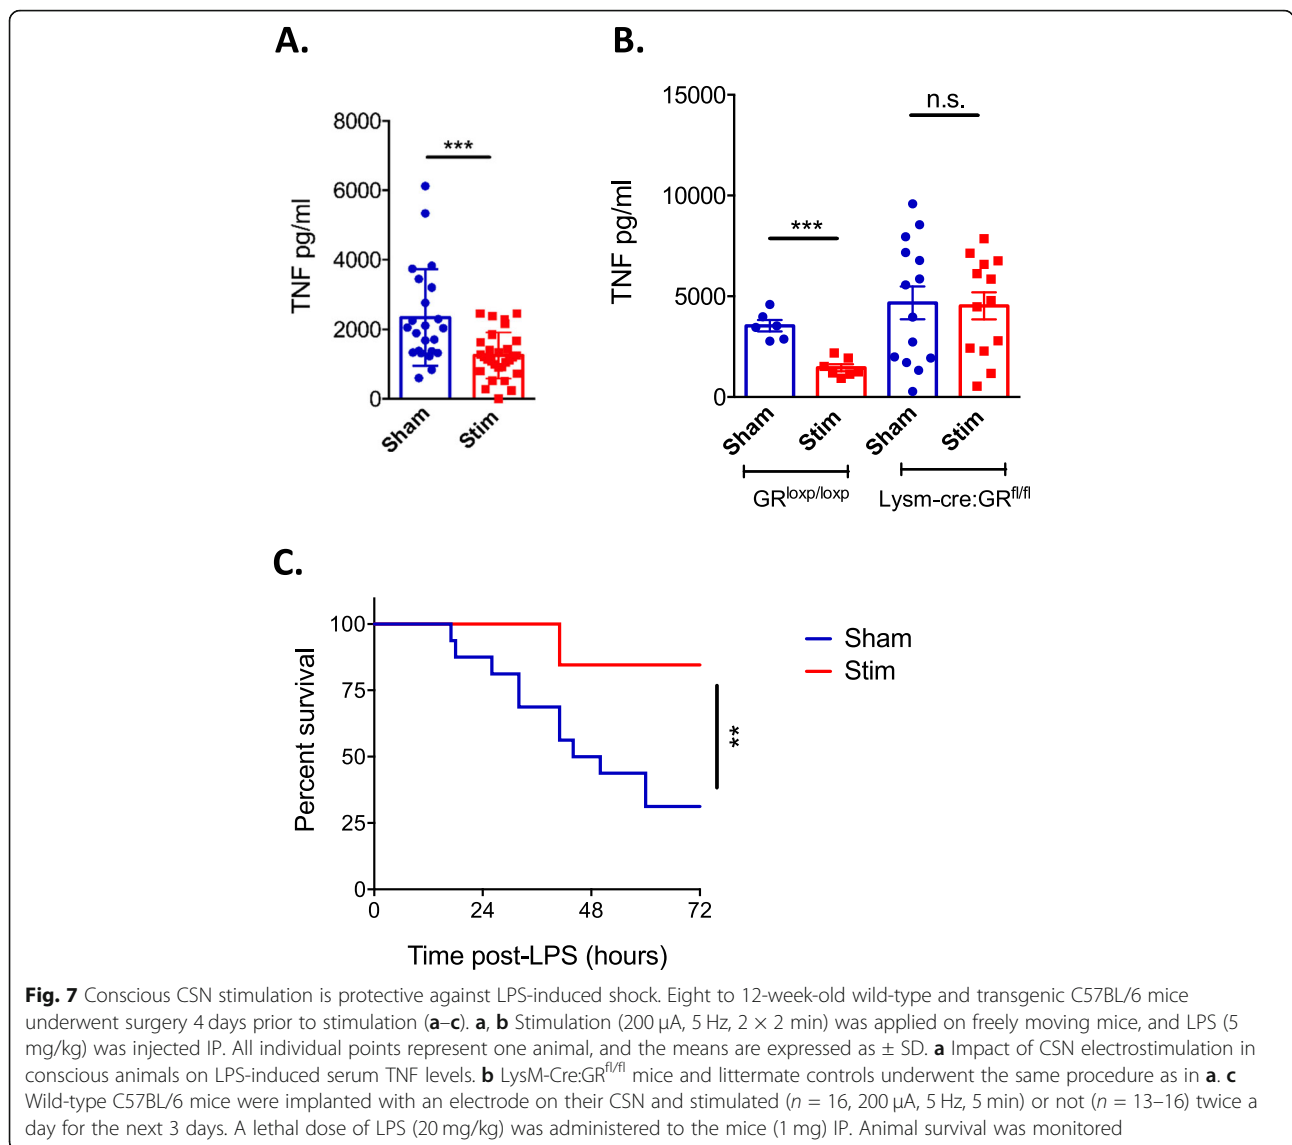 A.
TNF pg/ml
8000
6000
4000
2000
0
***
Sham
Stim
B.
TNF pg/ml
15000
10000
5000
0
***
n.s.
Sham
Stim
Sham
Stim
GRloxp/loxp
Lysm-cre:GRfl/fl
C.
Percent survival
100
75
50
25
0
0
24
48
72
Time post-LPS (hours)
Sham
Stim
**
Fig. 7 Conscious CSN stimulation is protective against LPS-induced shock. Eight to 12-week-old wild-type and transgenic C57BL/6 mice
underwent surgery 4 days prior to stimulation (a–c). a, b Stimulation (200 μA, 5 Hz, 2 × 2 min) was applied on freely moving mice, and LPS (5
mg/kg) was injected IP. All individual points represent one animal, and the means are expressed as ± SD. a Impact of CSN electrostimulation in
conscious animals on LPS-induced serum TNF levels. b LysM-Cre:GRfl/fl mice and littermate controls underwent the same procedure as in a. c
Wild-type C57BL/6 mice were implanted with an electrode on their CSN and stimulated (n = 16, 200 μA, 5 Hz, 5 min) or not (n = 13–16) twice a
day for the next 3 days. A lethal dose of LPS (20 mg/kg) was administered to the mice (1 mg) IP. Animal survival was monitored